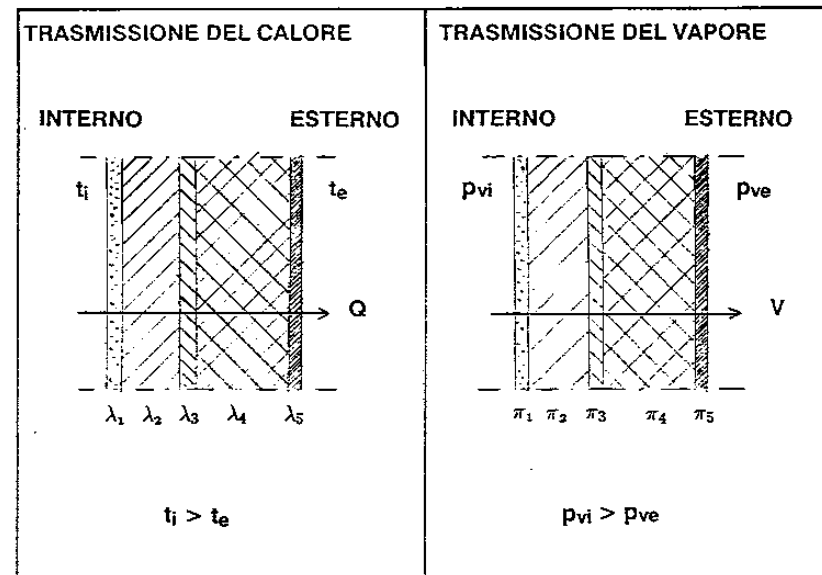 TRASMISSIONE DEL CALORE
INTERNO ESTERNO
tᵢ tₑ
Q
λ₁ λ₂ λ₃ λ₄ λ₅
tᵢ > tₑ
TRASMISSIONE DEL VAPORE
INTERNO ESTERNO
pᵥᵢ pᵥₑ
V
π₁ π₂ π₃ π₄ π₅
pᵥᵢ > pᵥₑ